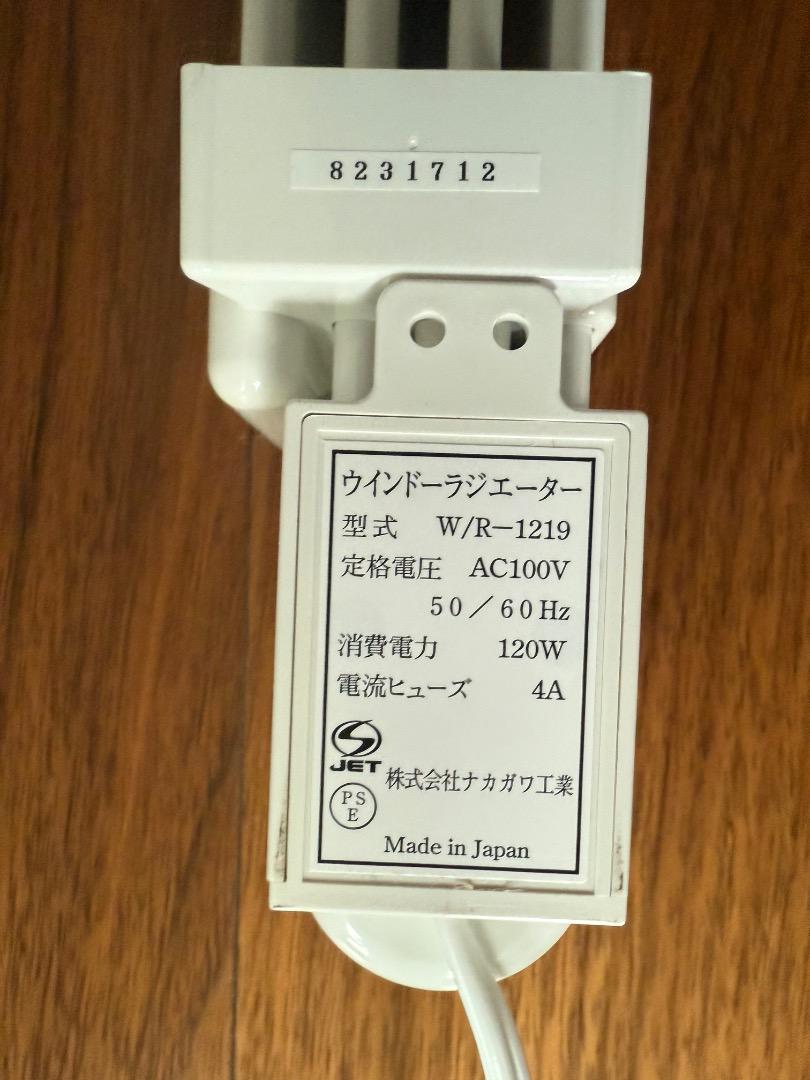 8231712
ウインドーラジエーター
型式 W/R-1219
定格電圧 AC100V
50/60Hz
消費電力 120W
電流ヒューズ 4A
JET
株式会社ナカガワ工業
PS
E
Made in Japan